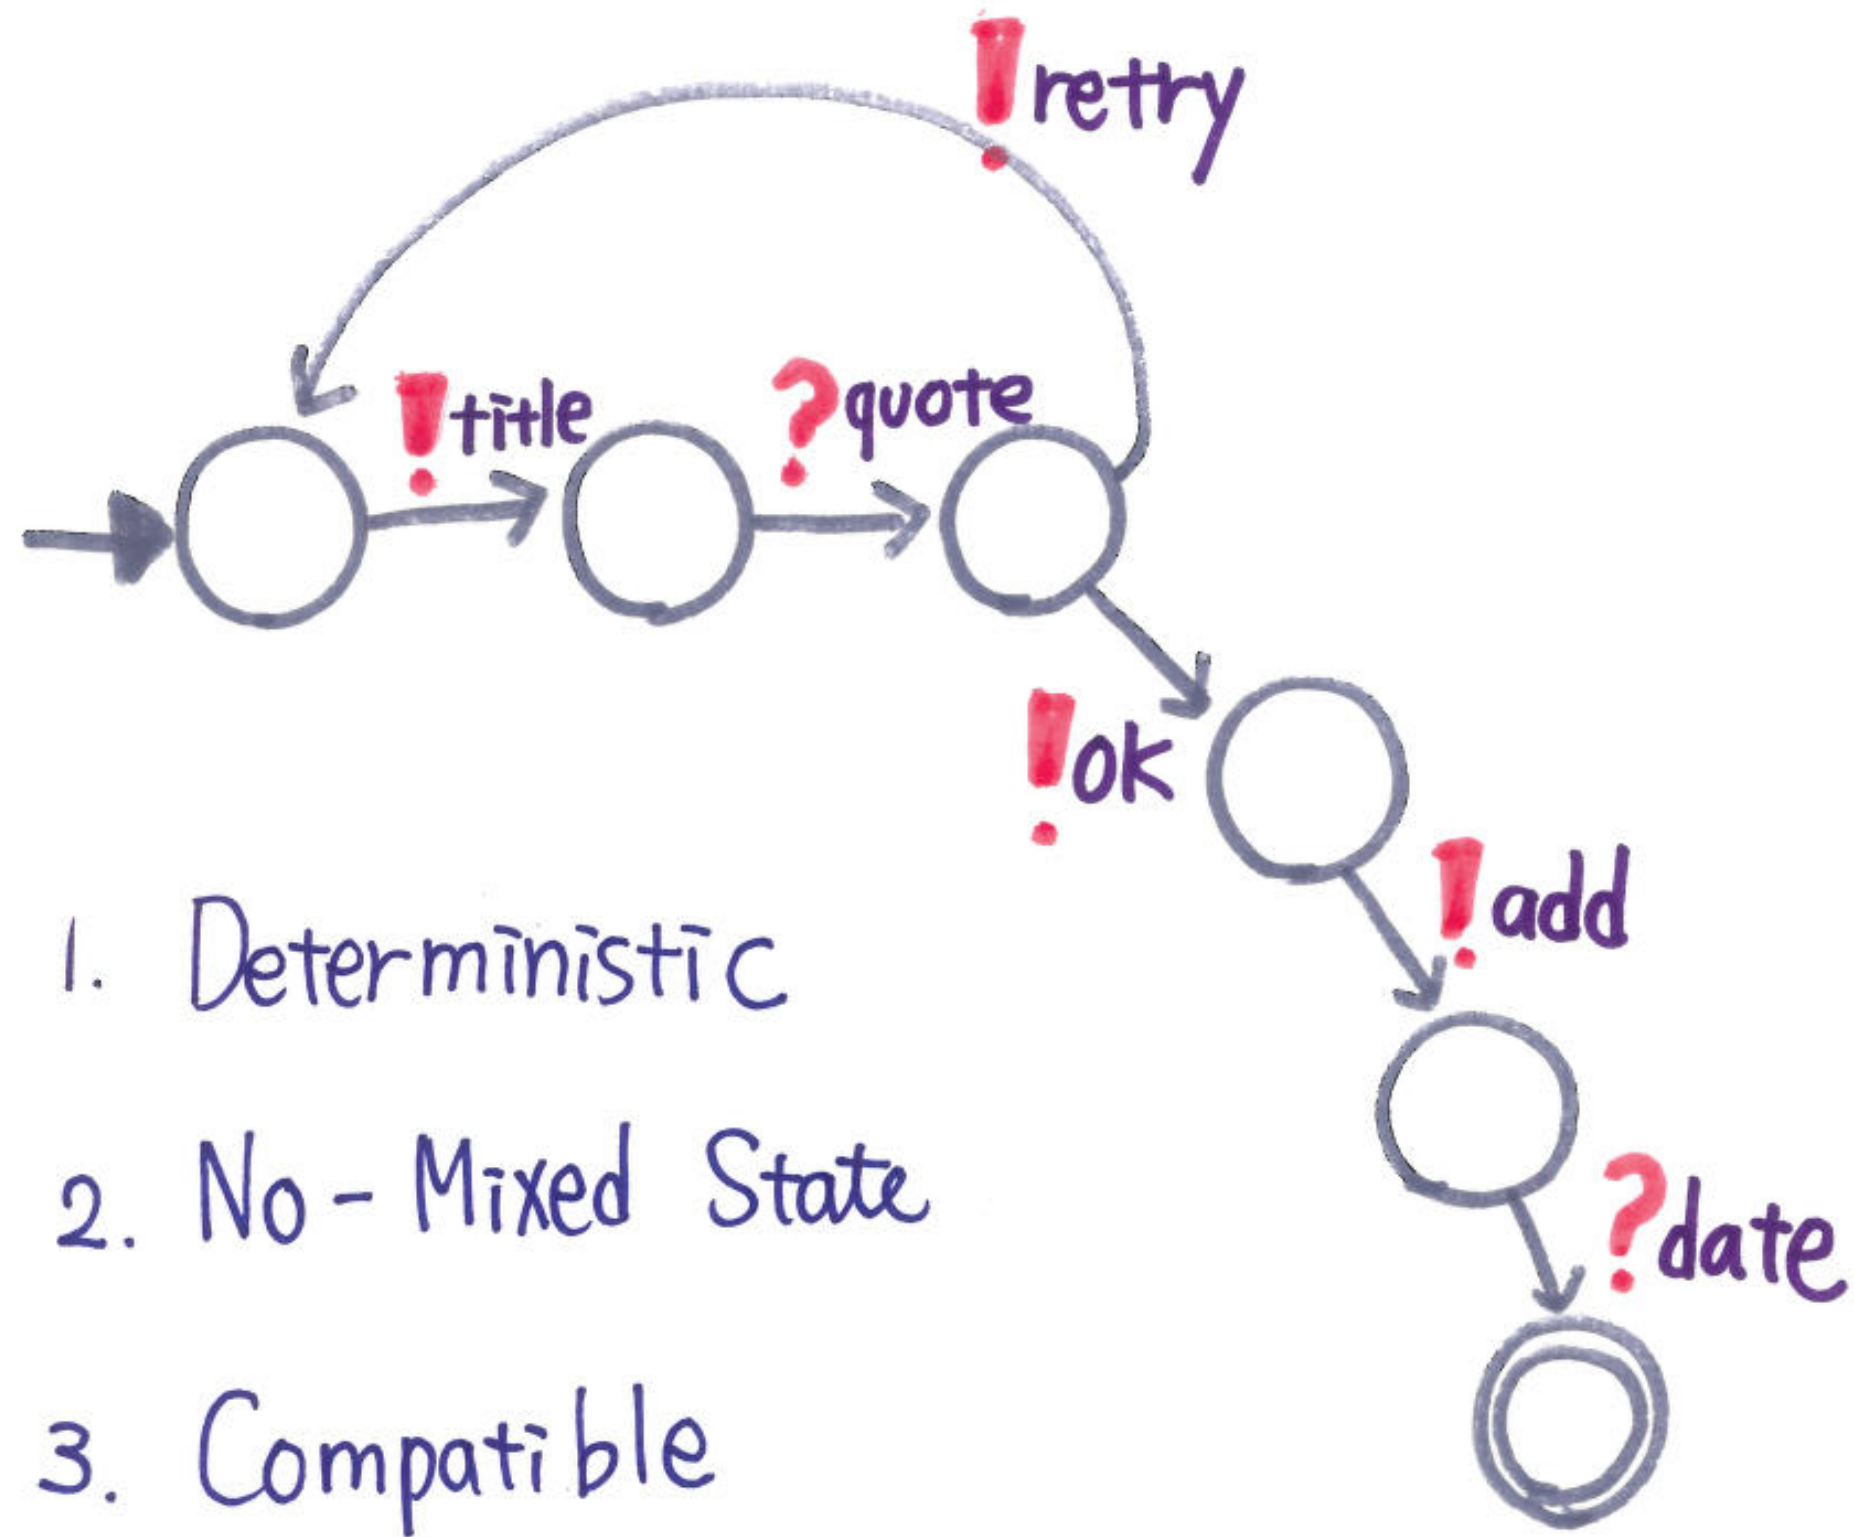 !retry
!title
?quote
!ok
!add
1. Deterministic
2. No-Mixed State
?date
3. Compatible